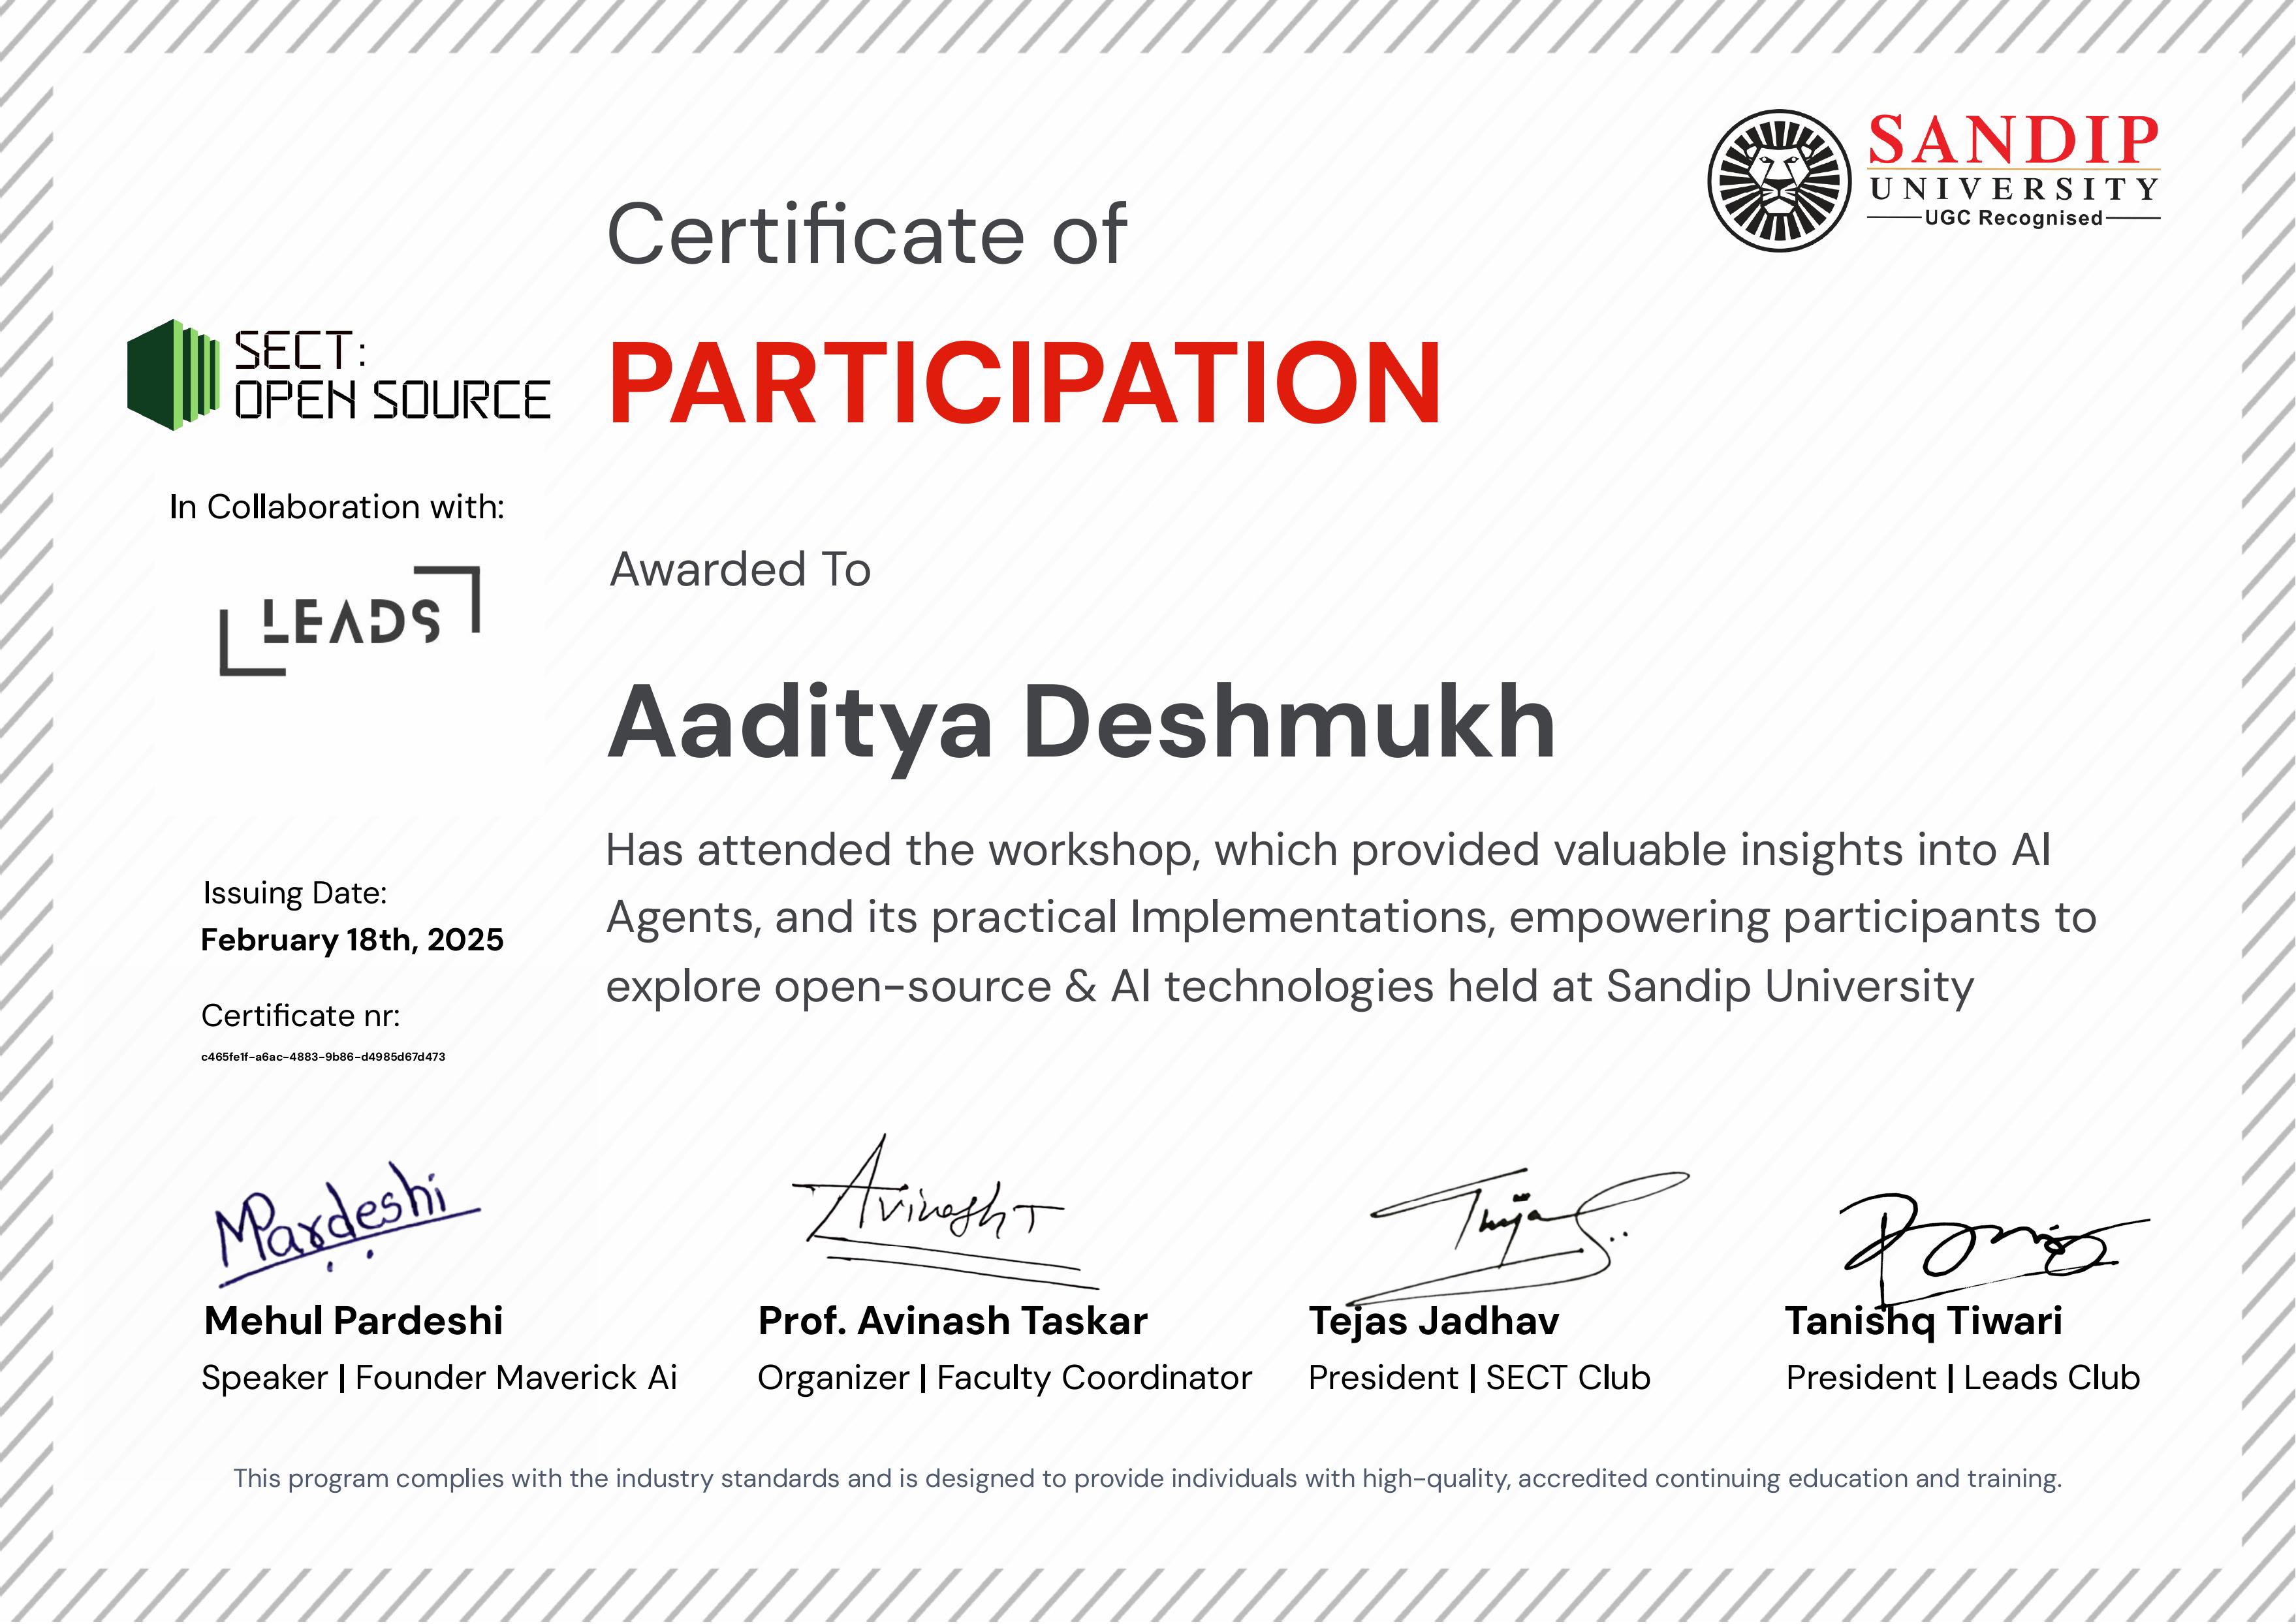 SANDIP
UNIVERSITY
UGC Recognised
Certificate of
PARTICIPATION
SECT:
OPEN SOURCE
In Collaboration with:
LEADS
Awarded To
Aaditya Deshmukh
Has attended the workshop, which provided valuable insights into AI
Agents, and its practical Implementations, empowering participants to
explore open-source & AI technologies held at Sandip University
Issuing Date:
February 18th, 2025
Certificate nr:
c465fe1f-a6ac-4883-9b86-d4985d67d473
MPardeshi
Avinash T
Mehul Pardeshi
Speaker | Founder Maverick Ai
Prof. Avinash Taskar
Organizer | Faculty Coordinator
Tejas Jadhav
President | SECT Club
Tanishq Tiwari
President | Leads Club
This program complies with the industry standards and is designed to provide individuals with high-quality, accredited continuing education and training.